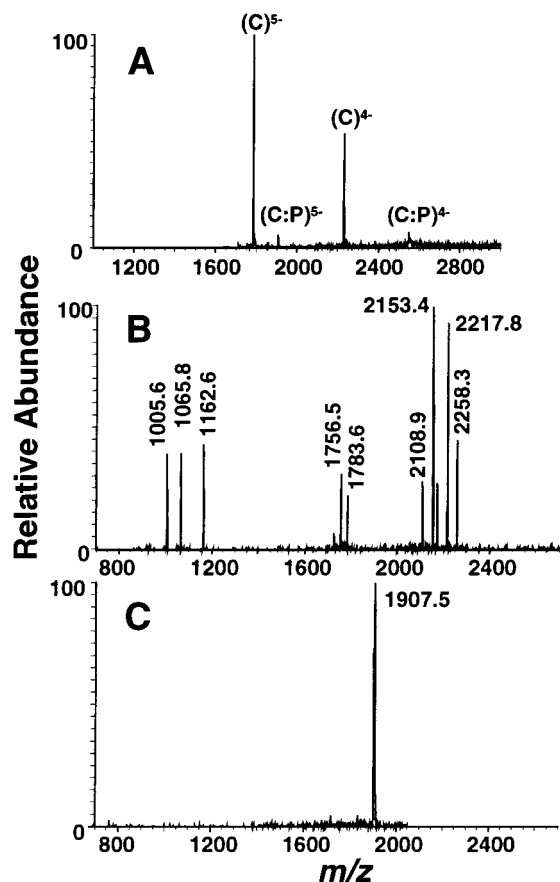 100
A
(C)5-
(C)4-
(C:P)5-
(C:P)4-
0
1200 1600 2000 2400 2800
Relative Abundance
100
B
1005.6
1065.8
1162.6
1756.5
1783.6
2108.9
2153.4
2217.8
2258.3
0
800 1200 1600 2000 2400
100
C
1907.5
0
800 1200 1600 2000 2400
m/z